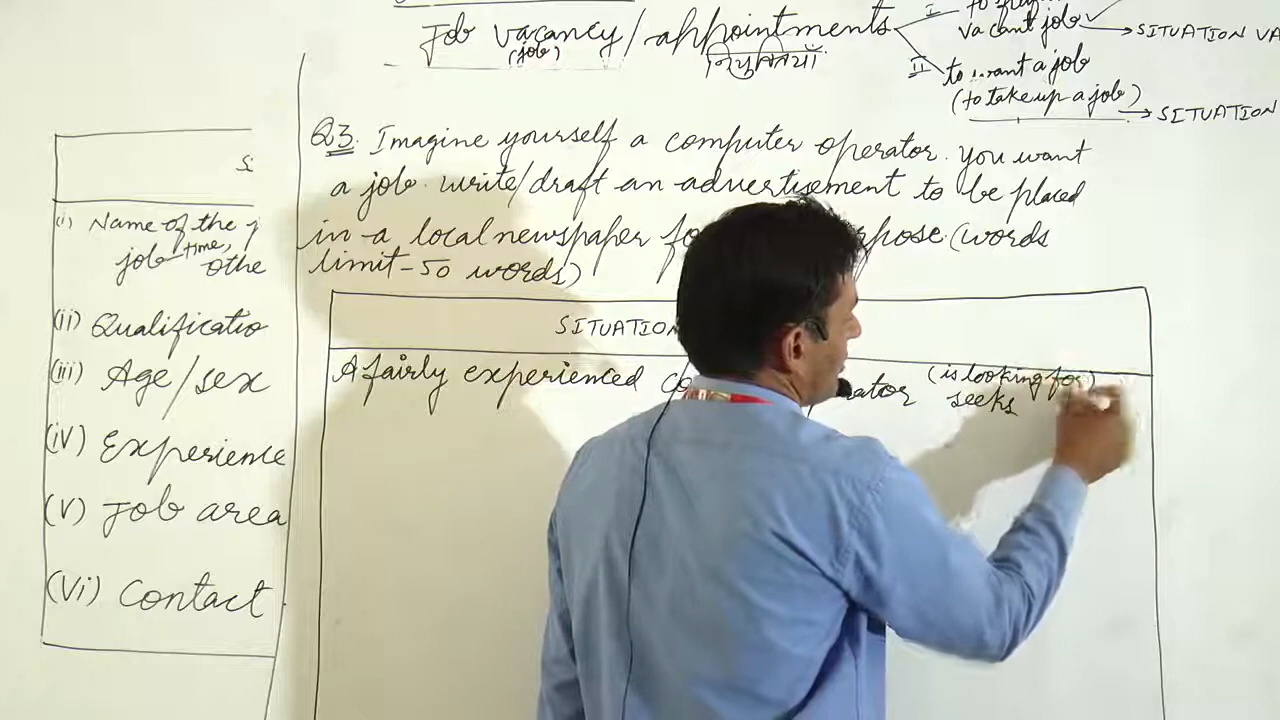 Job vacancy/appointments
(job)
नियुक्तियाँ
I
vacant job
SITUATION VA
II
to want a job
(to take up a job)
SITUATION
Q3. Imagine yourself a computer operator. You want
a job. Write/draft an advertisement to be placed
in a local newspaper rpose. (words
limit-50 words)
SITUATION
A fairly experienced (is looking for)
seeks
(i) Name of the
job time,
othe
(ii) Qualificatio
(iii) Age/sex
(iv) Experience
(v) Job area
(vi) Contact